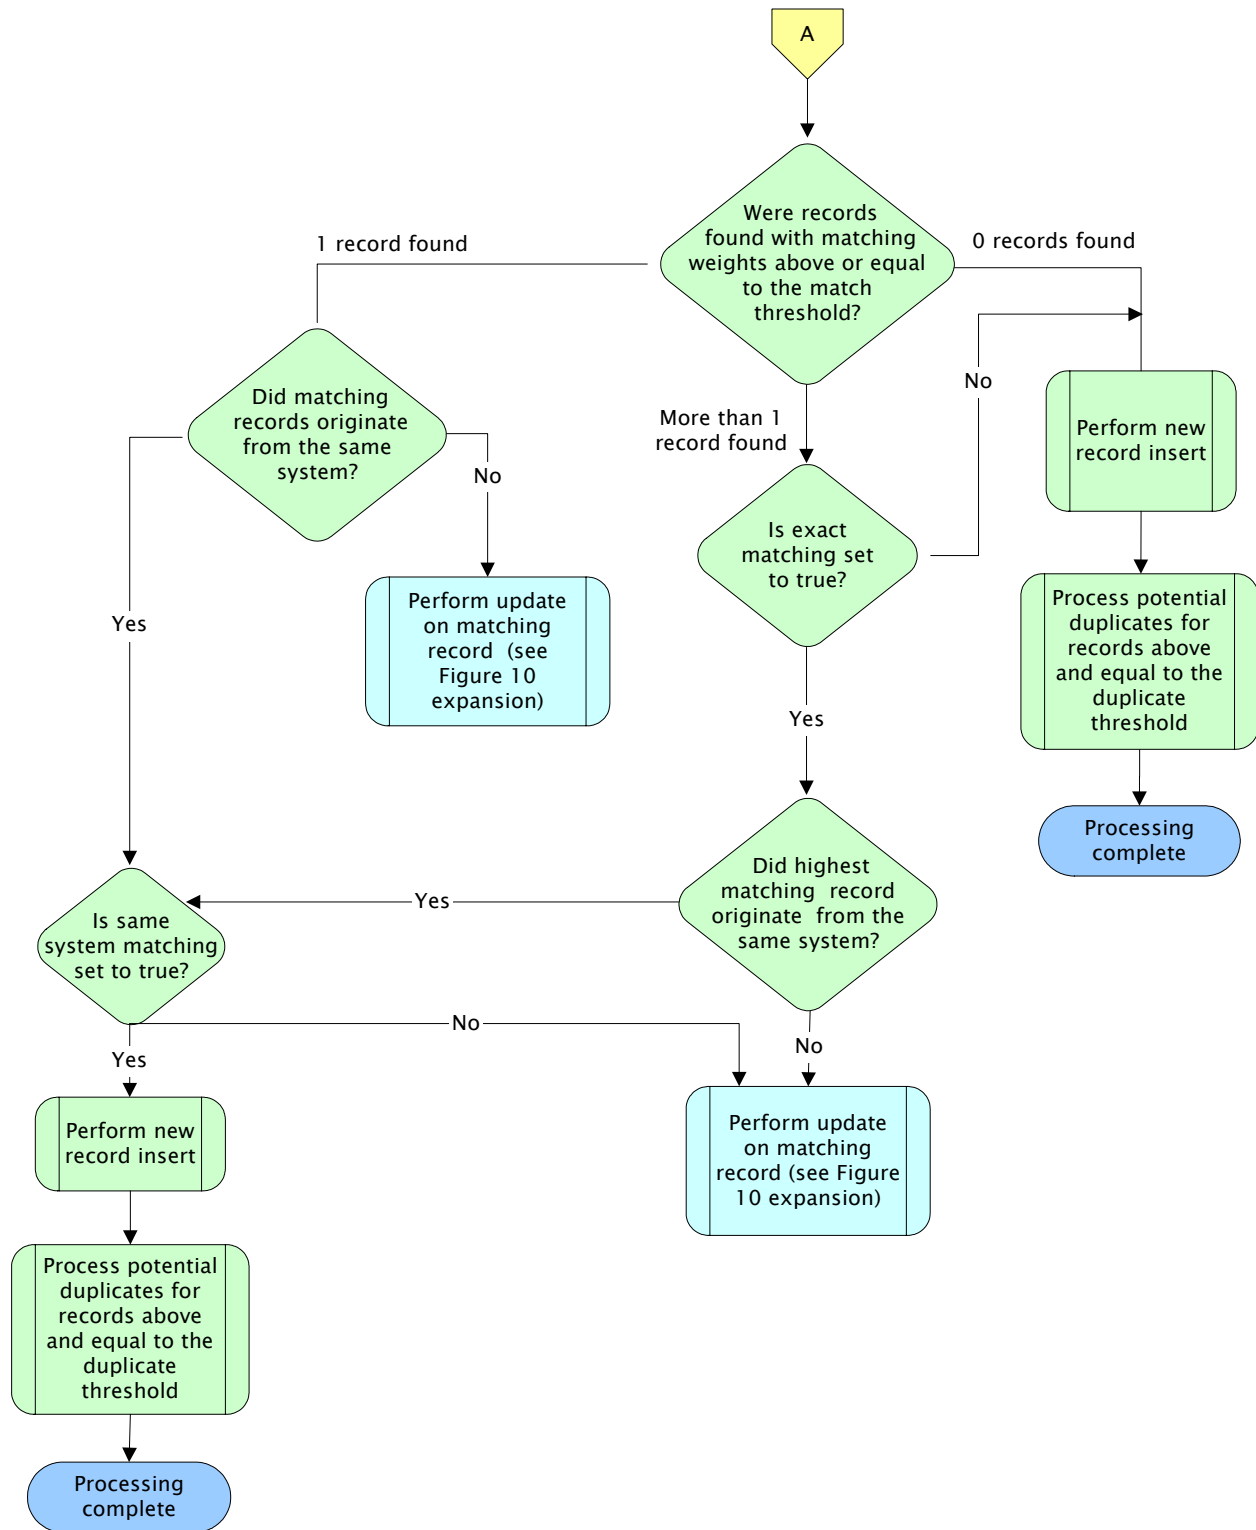 A
Were records
found with matching
weights above or equal
to the match
threshold?
1 record found
0 records found
Did matching
records originate
from the same
system?
No
More than 1
record found
Perform new
record insert
No
Is exact
matching set
to true?
Perform update
on matching
record (see
Figure 10
expansion)
Process potential
duplicates for
records above
and equal to the
duplicate
threshold
Yes
Yes
Processing
complete
Did highest
matching record
originate from the
same system?
Yes
Is same
system matching
set to true?
No
No
Yes
Perform new
record insert
Perform update
on matching
record (see Figure
10 expansion)
Process potential
duplicates for
records above
and equal to the
duplicate
threshold
Processing
complete